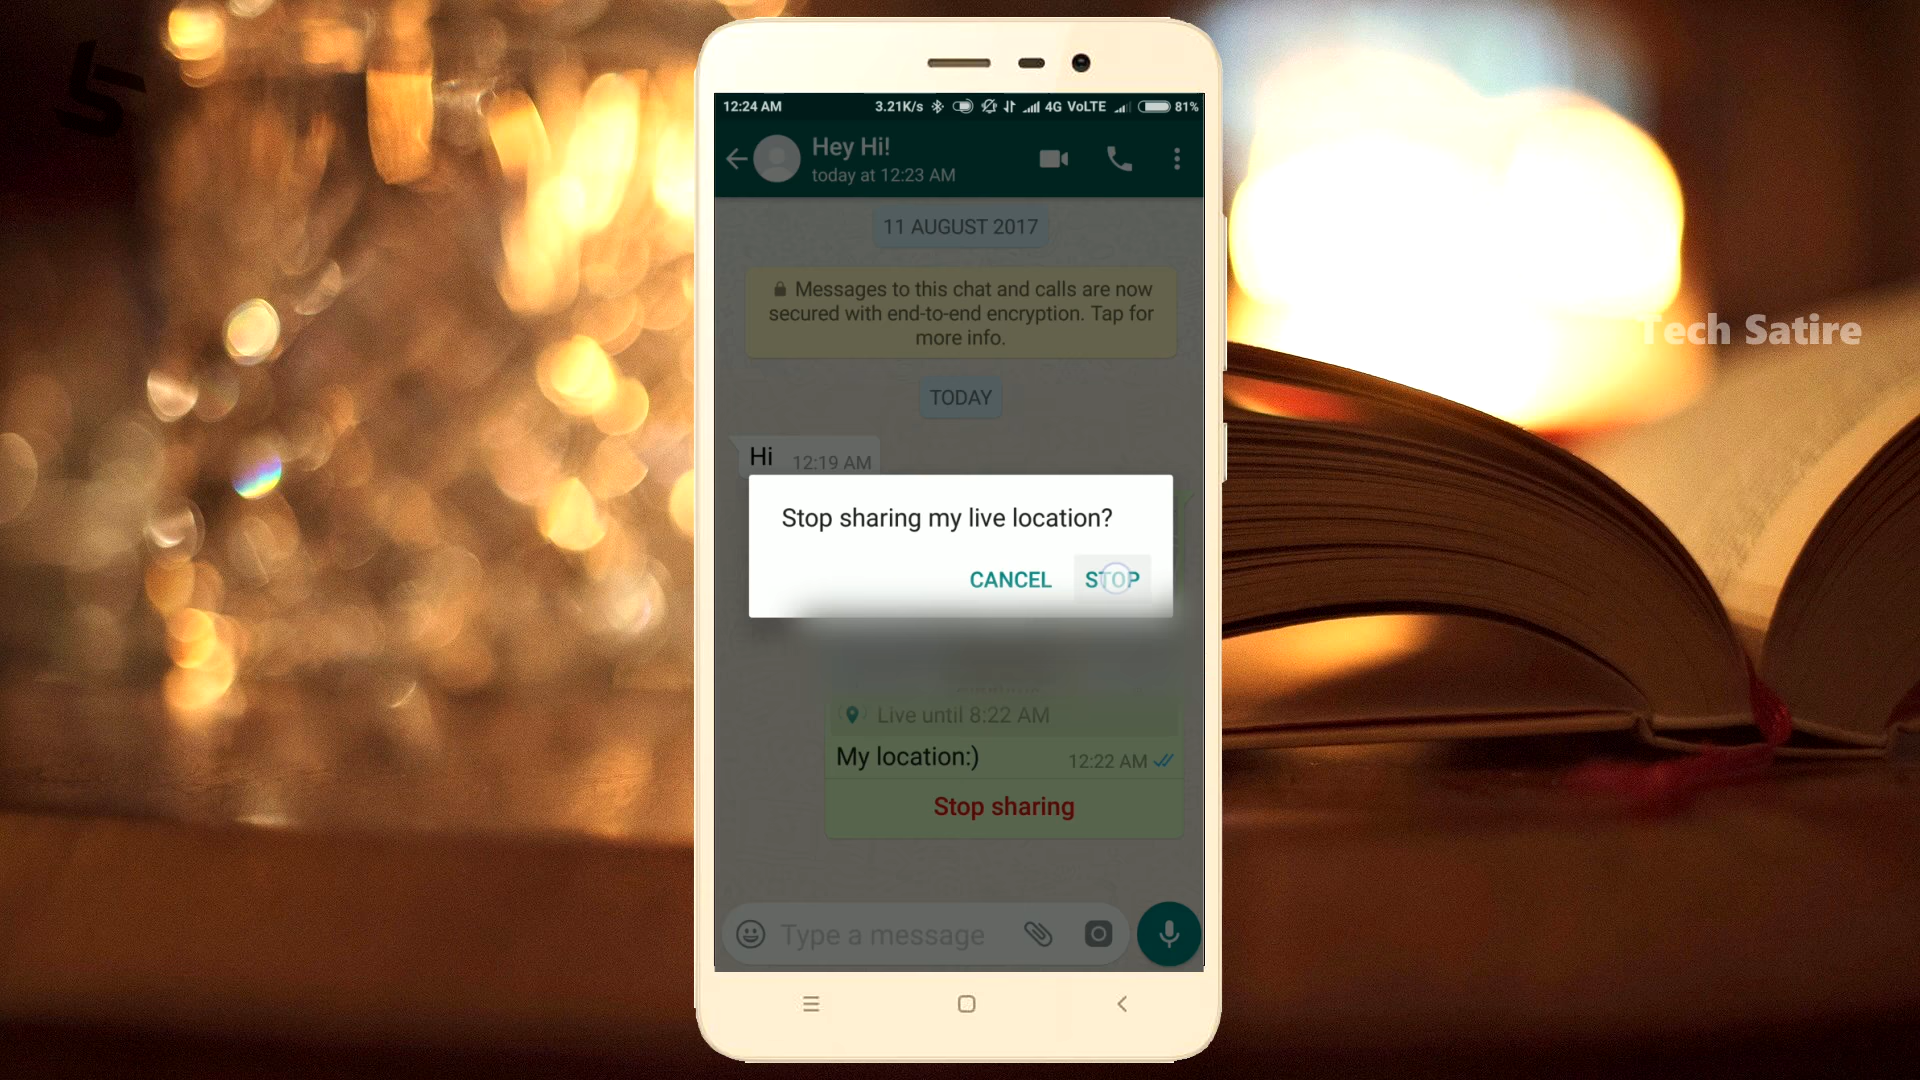 12:24 AM 3.21K/s 4G VoLTE 81%
Hey Hi!
today at 12:23 AM
11 AUGUST 2017
Messages to this chat and calls are now
secured with end-to-end encryption. Tap for
more info.
TODAY
Hi 12:19 AM
Stop sharing my live location?
CANCEL STOP
Live until 8:22 AM
My location:) 12:22 AM
Stop sharing
Type a message
Tech Satire